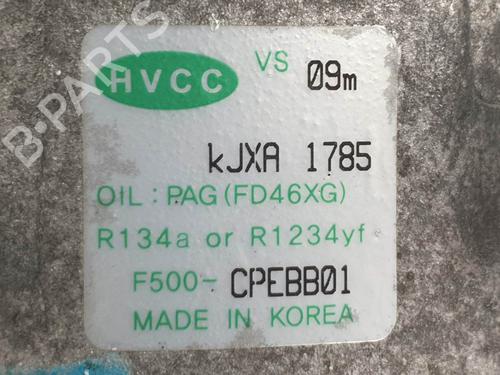 B-PARTS
HVCC VS 09m
kJXA 1785
OIL : PAG (FD46XG)
R134a or R1234yf
F500- CPEBB01
MADE IN KOREA